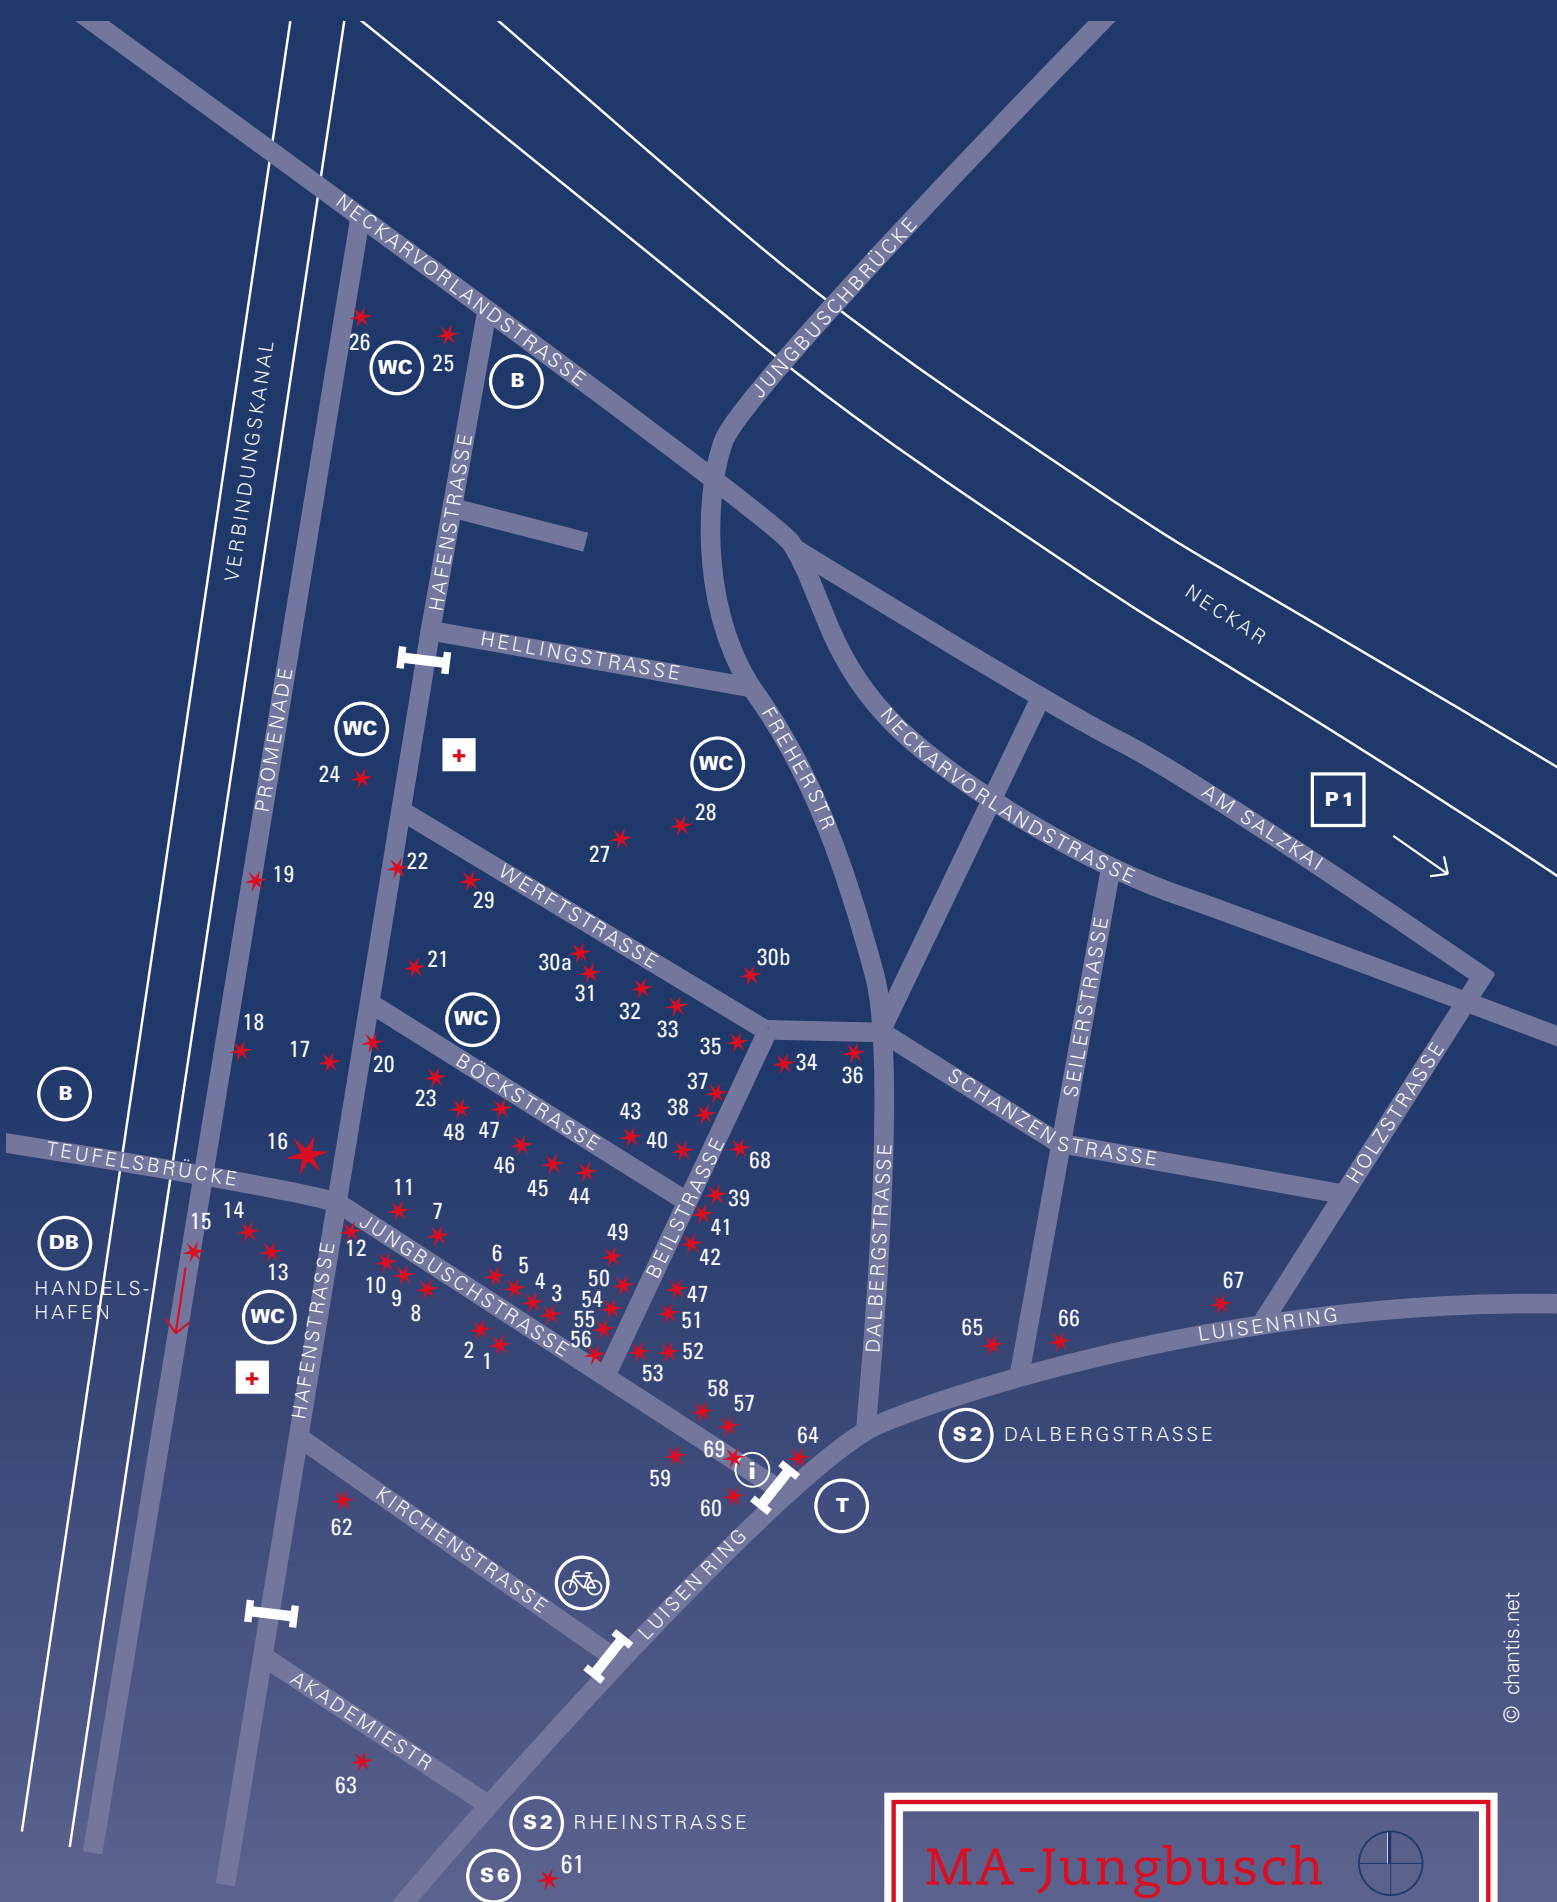 NECKARVORLANDSTRASSE
JUNGBUSCHBRÜCKE
26
WC
25
B
VERBINDUNGSKANAL
HAFENSTRASSE
NECKAR
HELLINGSTRASSE
PROMENADE
WC
24
WC
FREHERSTR
NECKARVORLANDSTRASSE
AM SALZKAI
P1
28
27
22
19
29
WERFTSTRASSE
21
30a
31
30b
32
33
SEILERSTRASSE
WC
18
17
20
35
34
36
B
BÖCKSTRASSE
23
37
38
SCHANZENSTRASSE
HOLZSTRASSE
48
47
43
40
16
TEUFELSBRÜCKE
46
45
44
68
11
39
15
14
7
41
DB
12
JUNGBUSCHSTRASSE
49
BEILSTRASSE
42
DALBERGSTRASSE
13
HANDELS-
HAFEN
10
9
8
6
5
4
3
50
54
47
55
51
67
WC
HAFENSTRASSE
2
1
56
52
53
65
66
LUISENRING
58
57
64
S2 DALBERGSTRASSE
69
i
59
60
T
62
KIRCHENSTRASSE
LUISENRING
AKADEMIESTR
63
S2 RHEINSTRASSE
S6
61
© chantis.net
MA-Jungbusch